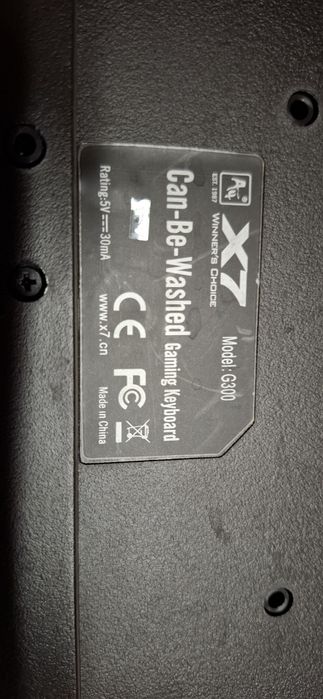 X7
WINNER'S CHOICE
EST. 1987
Model: G300
Can-Be-Washed Gaming Keyboard
Rating:5V⎓30mA
CE FC
www.x7.cn
Made in China